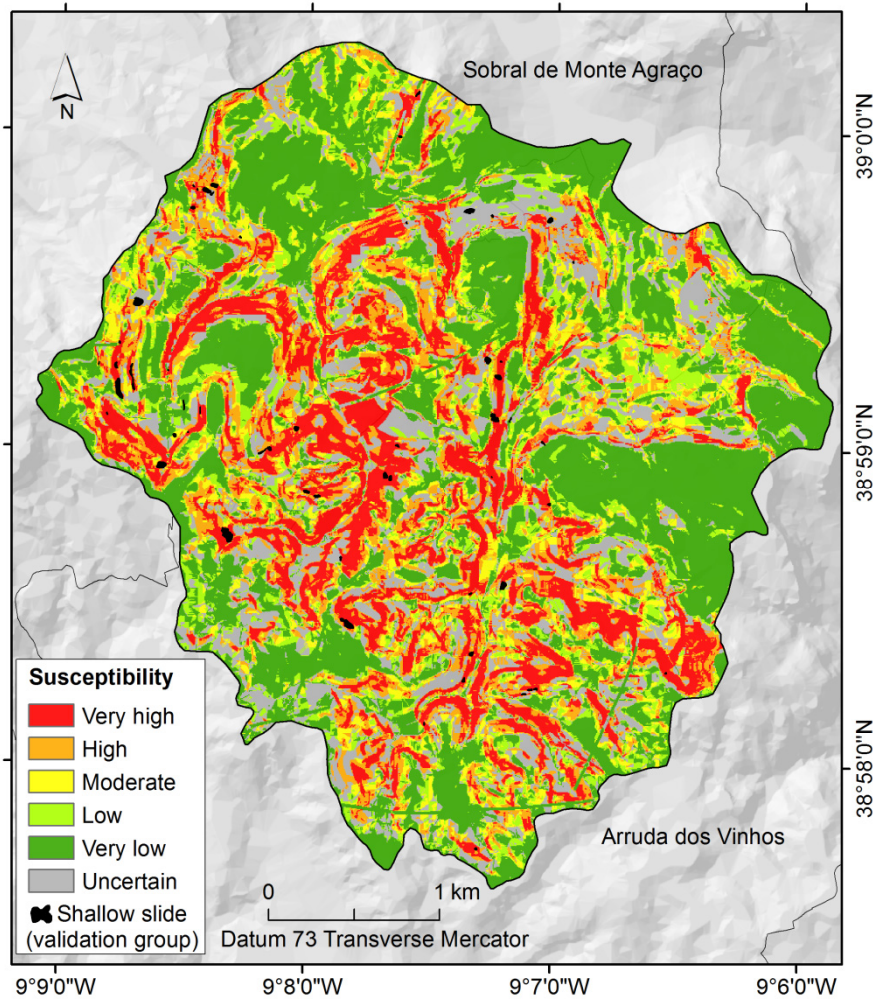 Sobral de Monte Agraço
N
39°0'0"N
38°59'0"N
38°58'0"N
Susceptibility
Very high
High
Moderate
Low
Very low
Uncertain
Shallow slide
(validation group)
0 1 km
Datum 73 Transverse Mercator
Arruda dos Vinhos
9°9'0"W 9°8'0"W 9°7'0"W 9°6'0"W